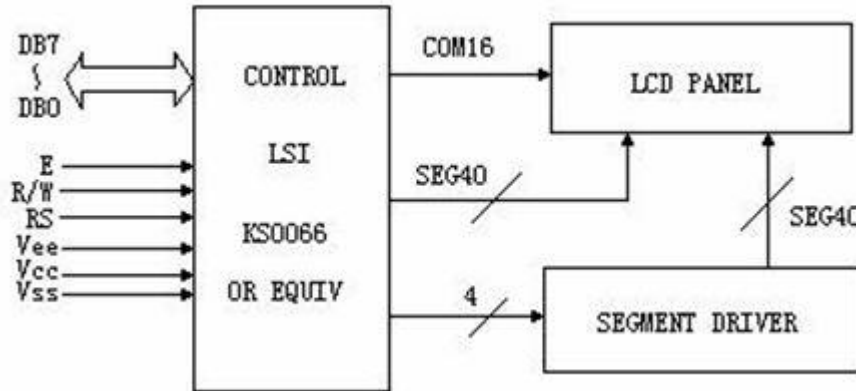 DB7
DB0
E
R/W
RS
Vee
Vcc
Vss
CONTROL
LSI
KS0066
OR EQUIV
COM16
SEG40
4
LCD PANEL
SEG40
SEGMENT DRIVER